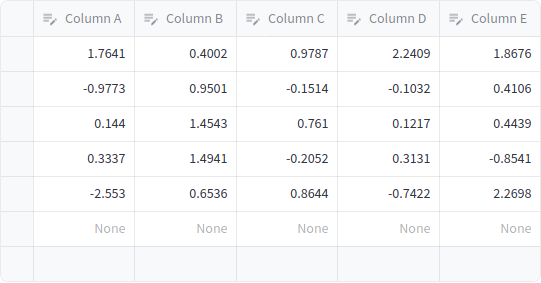 Column A Column B Column C Column D Column E
1.7641 0.4002 0.9787 2.2409 1.8676
-0.9773 0.9501 -0.1514 -0.1032 0.4106
0.144 1.4543 0.761 0.1217 0.4439
0.3337 1.4941 -0.2052 0.3131 -0.8541
-2.553 0.6536 0.8644 -0.7422 2.2698
None None None None None